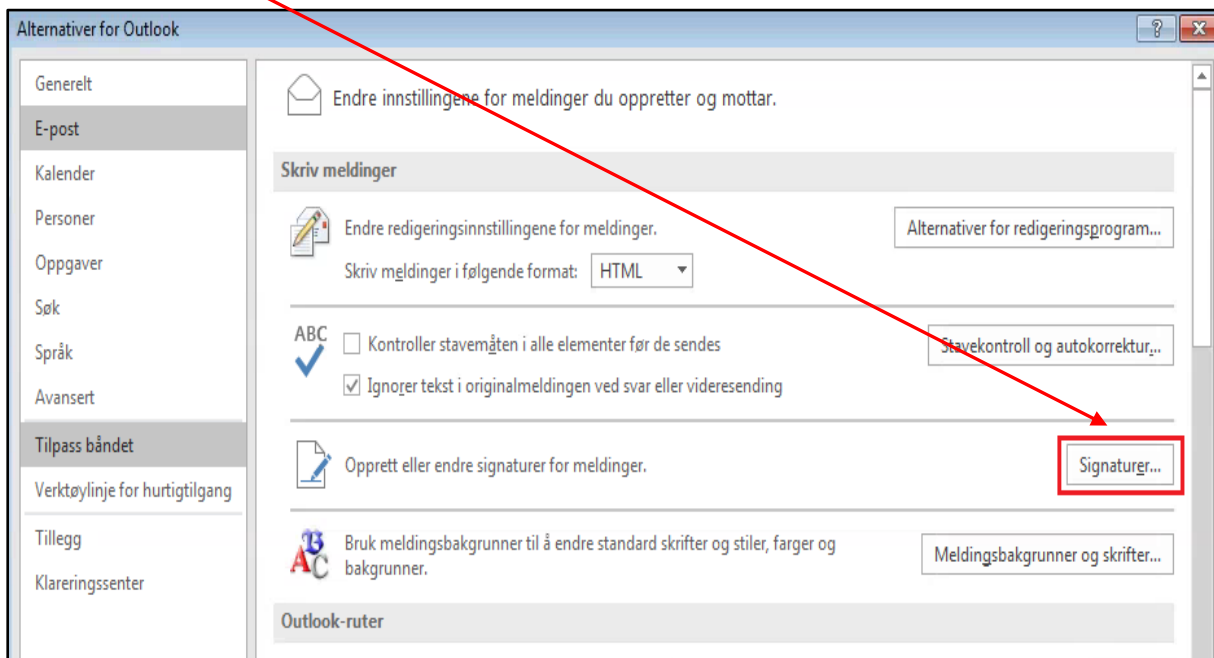 Alternativer for Outlook
Generelt
E-post
Kalender
Personer
Oppgaver
Søk
Språk
Avansert
Tilpass båndet
Verktøylinje for hurtigtilgang
Tillegg
Klareringssenter
Endre innstillingene for meldinger du oppretter og mottar.
Skriv meldinger
Endre redigeringsinnstillingene for meldinger.
Alternativer for redigeringsprogram...
Skriv meldinger i følgende format: HTML
ABC
Kontroller stavemåten i alle elementer før de sendes
Stavekontroll og autokorrektur...
Ignorer tekst i originalmeldingen ved svar eller videresending
Opprett eller endre signaturer for meldinger.
Signaturer...
Bruk meldingsbakgrunner til å endre standard skrifter og stiler, farger og
bakgrunner.
Meldingsbakgrunner og skrifter...
Outlook-ruter